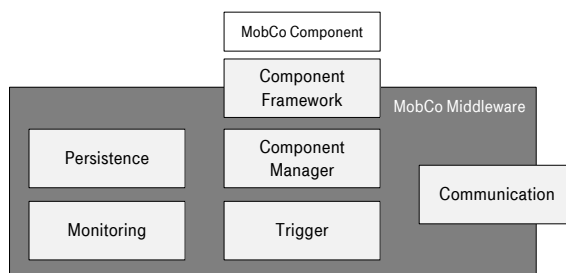 MobCo Component
Component
Framework
MobCo Middleware
Persistence
Component
Manager
Communication
Monitoring
Trigger